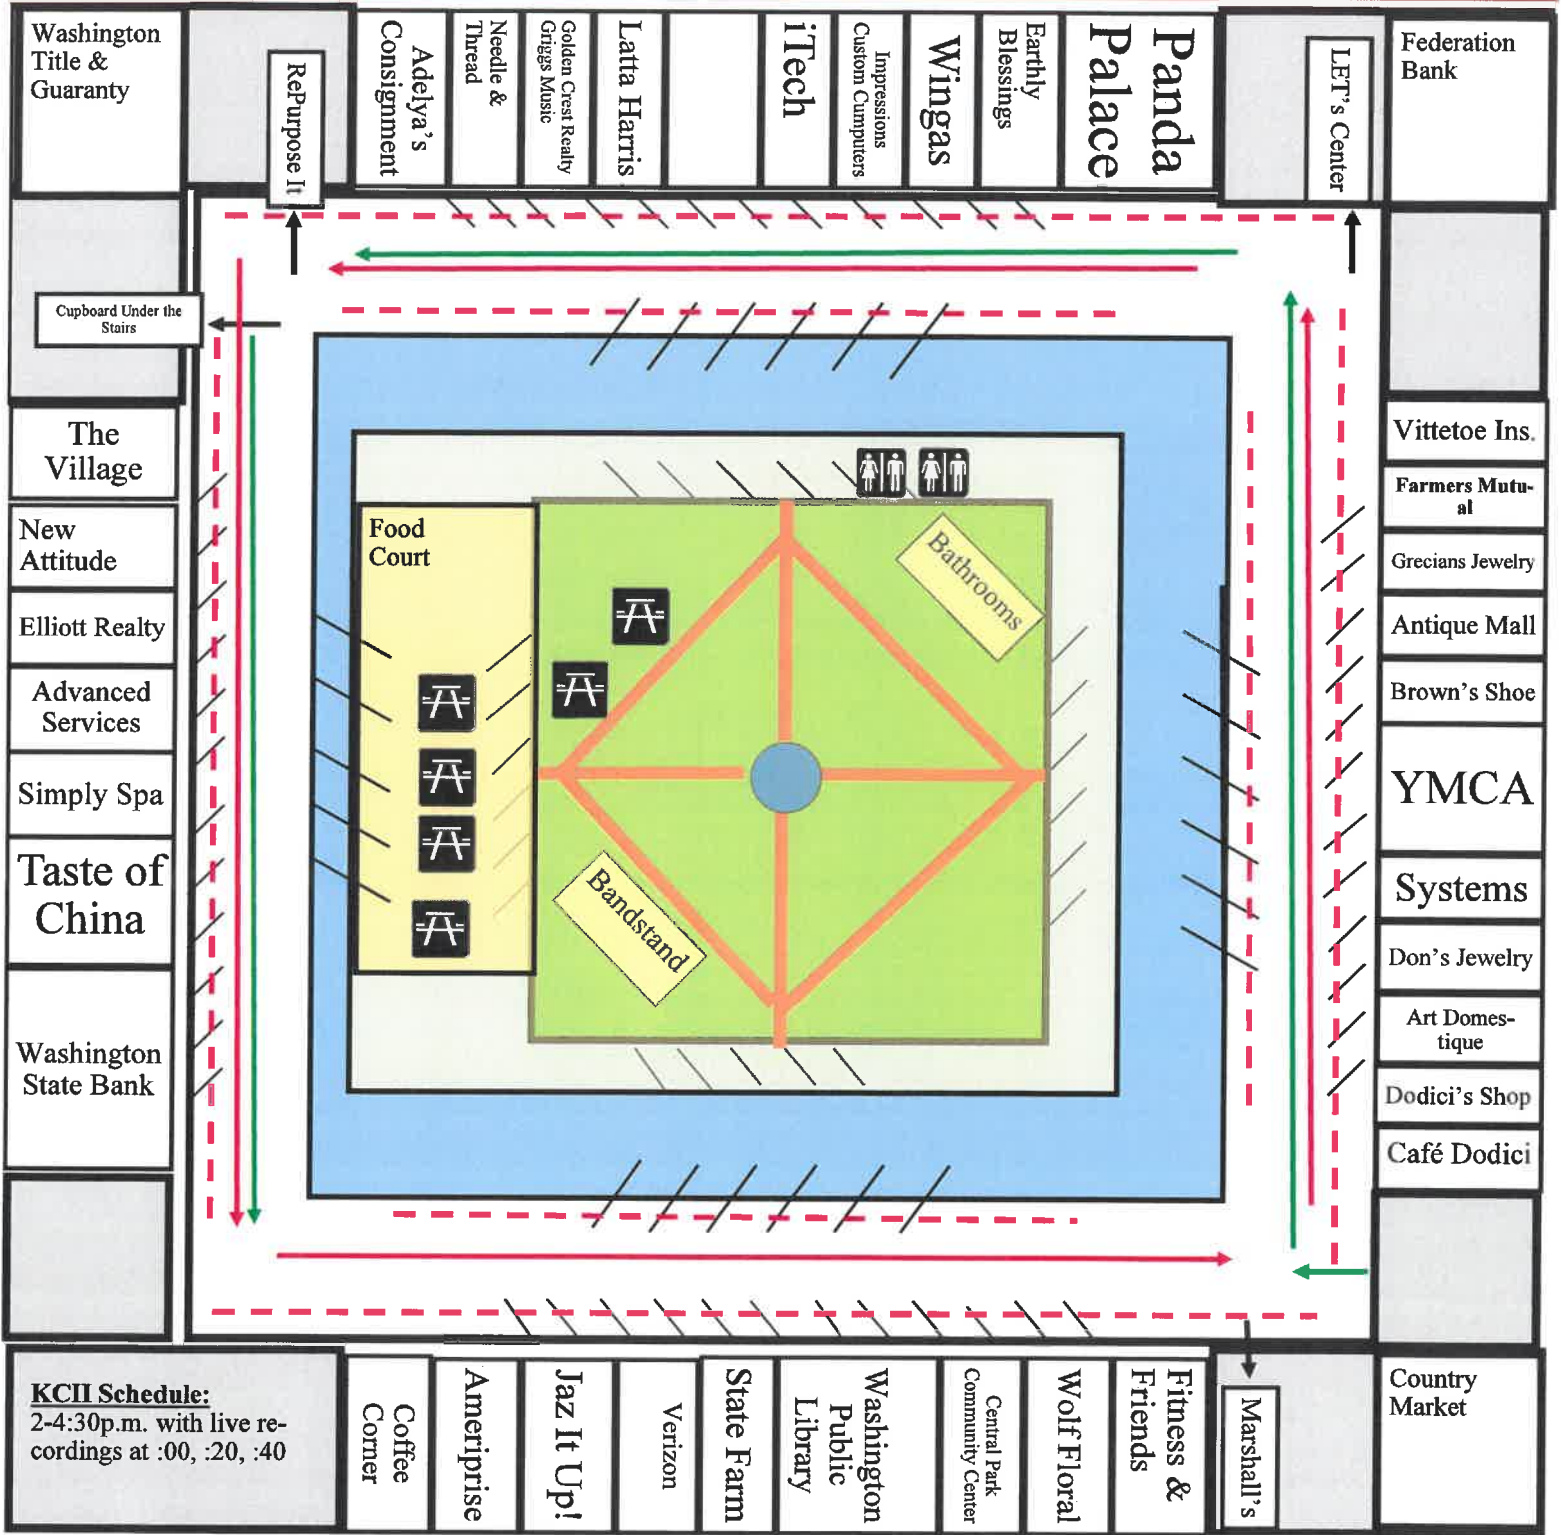 Washington
Title &
Guaranty
RePurpose It
Adelya's
Consignment
Needle &
Thread
Golden Crest Realty
Griggs Music
Latta Harris
iTech
Impressions
Custom Cumputers
Wingas
Earthly
Blessings
Panda
Palace
LET's Center
Federation
Bank
Cupboard Under the
Stairs
The
Village
New
Attitude
Elliott Realty
Advanced
Services
Simply Spa
Taste of
China
Washington
State Bank
Food
Court
Bathrooms
Bandstand
Vittetoe Ins.
Farmers Mutu-
al
Grecians Jewelry
Antique Mall
Brown's Shoe
YMCA
Systems
Don's Jewelry
Art Domes-
tique
Dodici's Shop
Café Dodici
KCII Schedule:
2-4:30p.m. with live re-
cordings at :00, :20, :40
Coffee
Corner
Ameriprise
Jaz It Up!
Verizon
State Farm
Washington
Public
Library
Central Park
Community Center
Wolf Floral
Fitness &
Friends
Marshall's
Country
Market